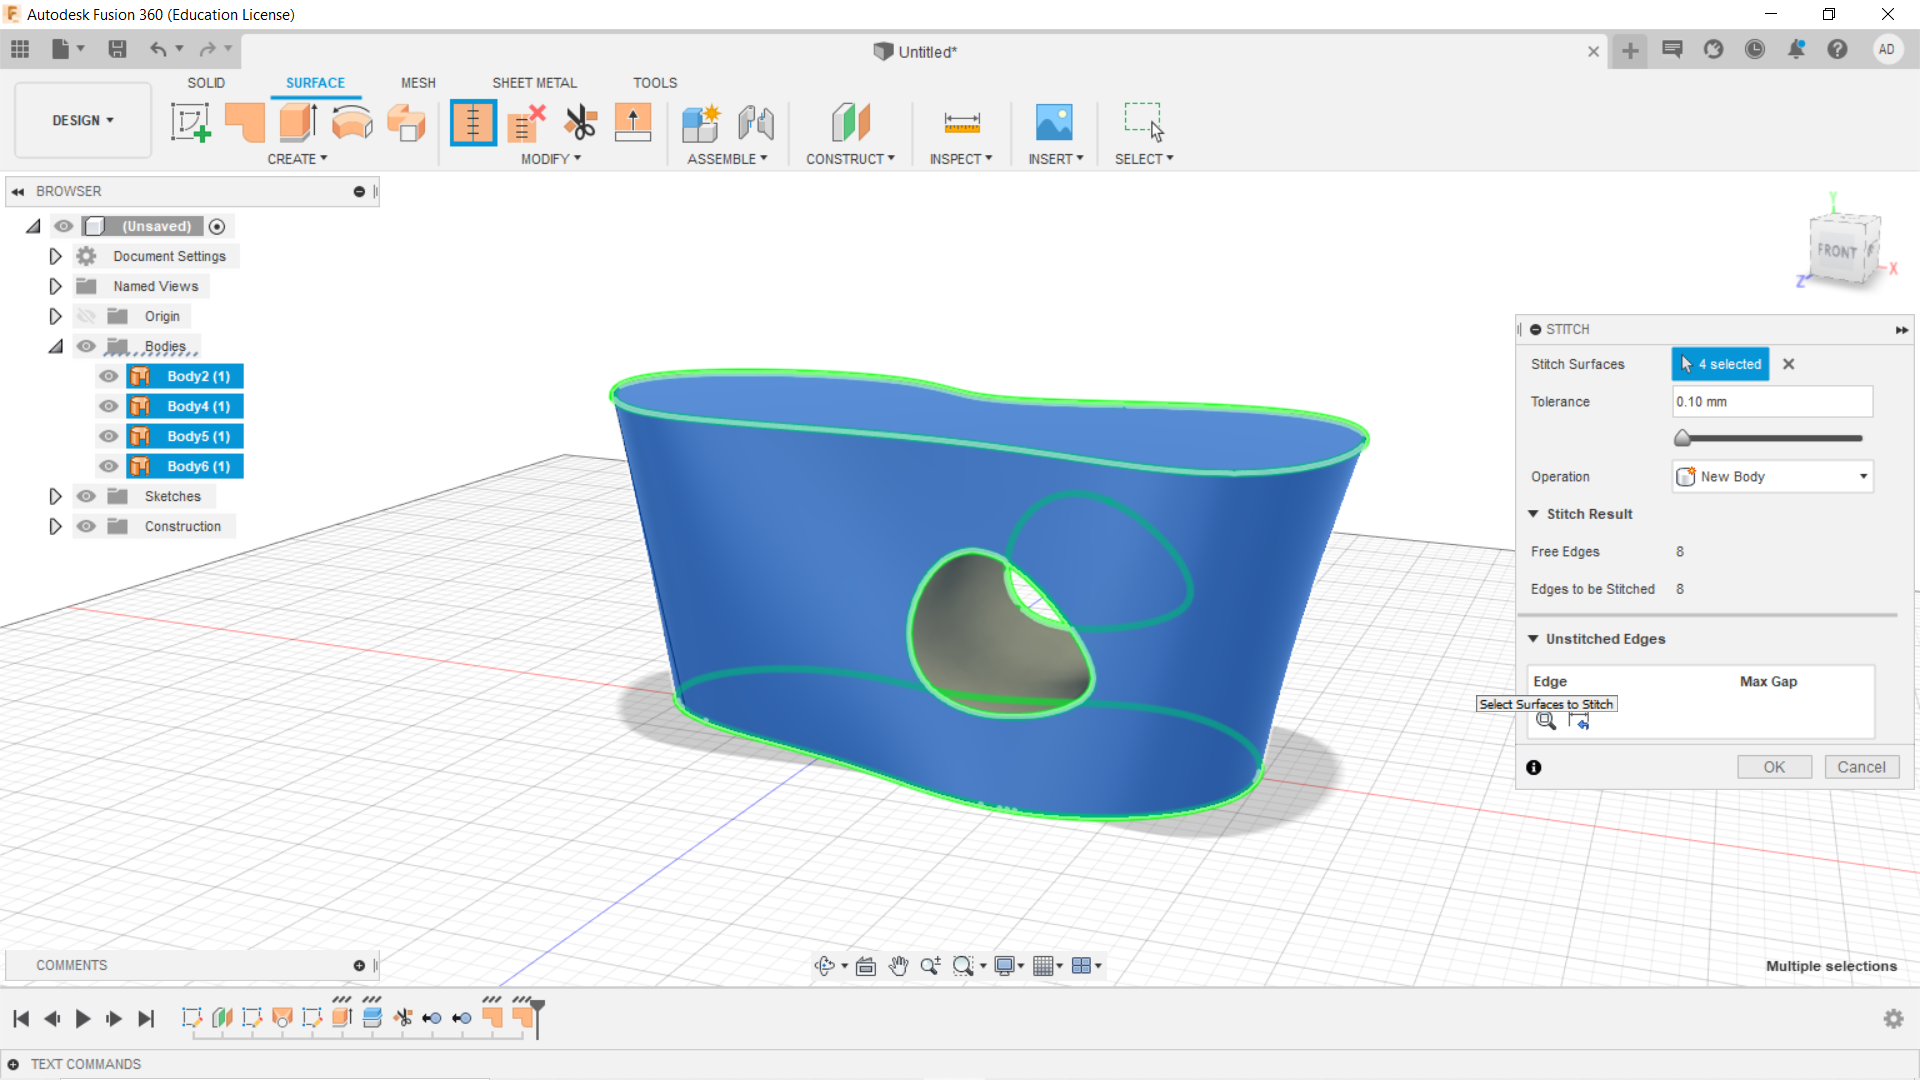 Autodesk Fusion 360 (Education License)
Untitled*
AD
SOLID SURFACE MESH SHEET METAL TOOLS
DESIGN
CREATE MODIFY ASSEMBLE CONSTRUCT INSPECT INSERT SELECT
BROWSER
(Unsaved)
Document Settings
Named Views
Origin
Bodies
Body2 (1)
Body4 (1)
Body5 (1)
Body6 (1)
Sketches
Construction
Y
FRONT
X
Z
STITCH
Stitch Surfaces 4 selected
Tolerance 0.10 mm
Operation New Body
Stitch Result
Free Edges 8
Edges to be Stitched 8
Unstitched Edges
Edge Max Gap
Select Surfaces to Stitch
OK Cancel
COMMENTS
Multiple selections
TEXT COMMANDS